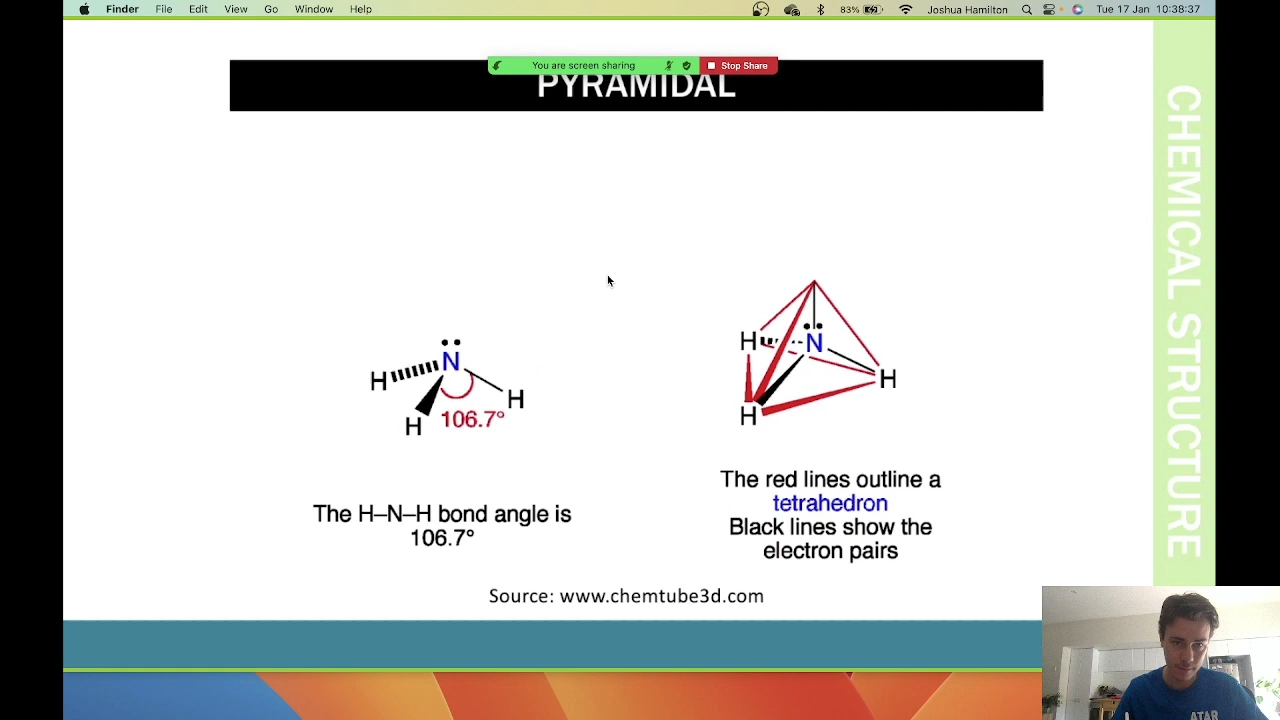 Finder File Edit View Go Window Help
83% Joshua Hamilton Tue 17 Jan 10:38:37
You are screen sharing Stop Share
PYRAMIDAL
CHEMICAL STRUCTURE
N
H
H
H
106.7°
N
H
H
H
The H–N–H bond angle is
106.7°
The red lines outline a
tetrahedron
Black lines show the
electron pairs
Source: www.chemtube3d.com
ATAR